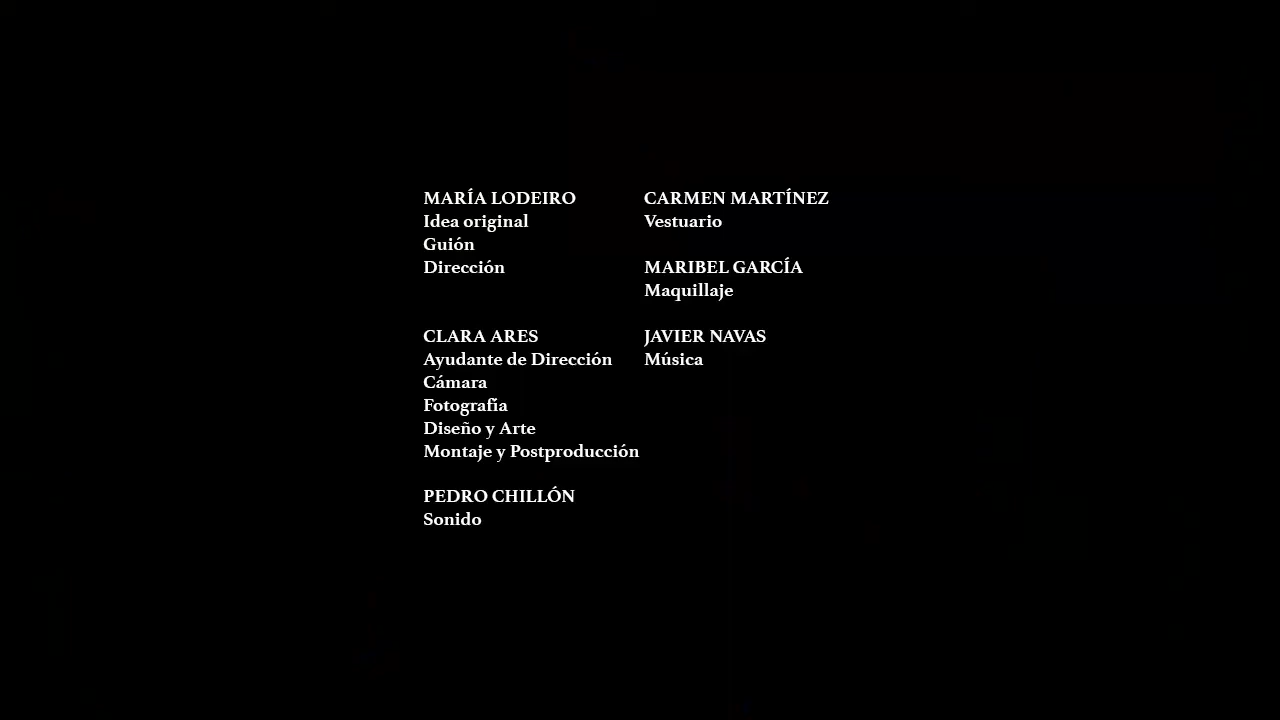 MARÍA LODEIRO
Idea original
Guión
Dirección
CLARA ARES
Ayudante de Dirección
Cámara
Fotografía
Diseño y Arte
Montaje y Postproducción
PEDRO CHILLÓN
Sonido
CARMEN MARTÍNEZ
Vestuario
MARIBEL GARCÍA
Maquillaje
JAVIER NAVAS
Música